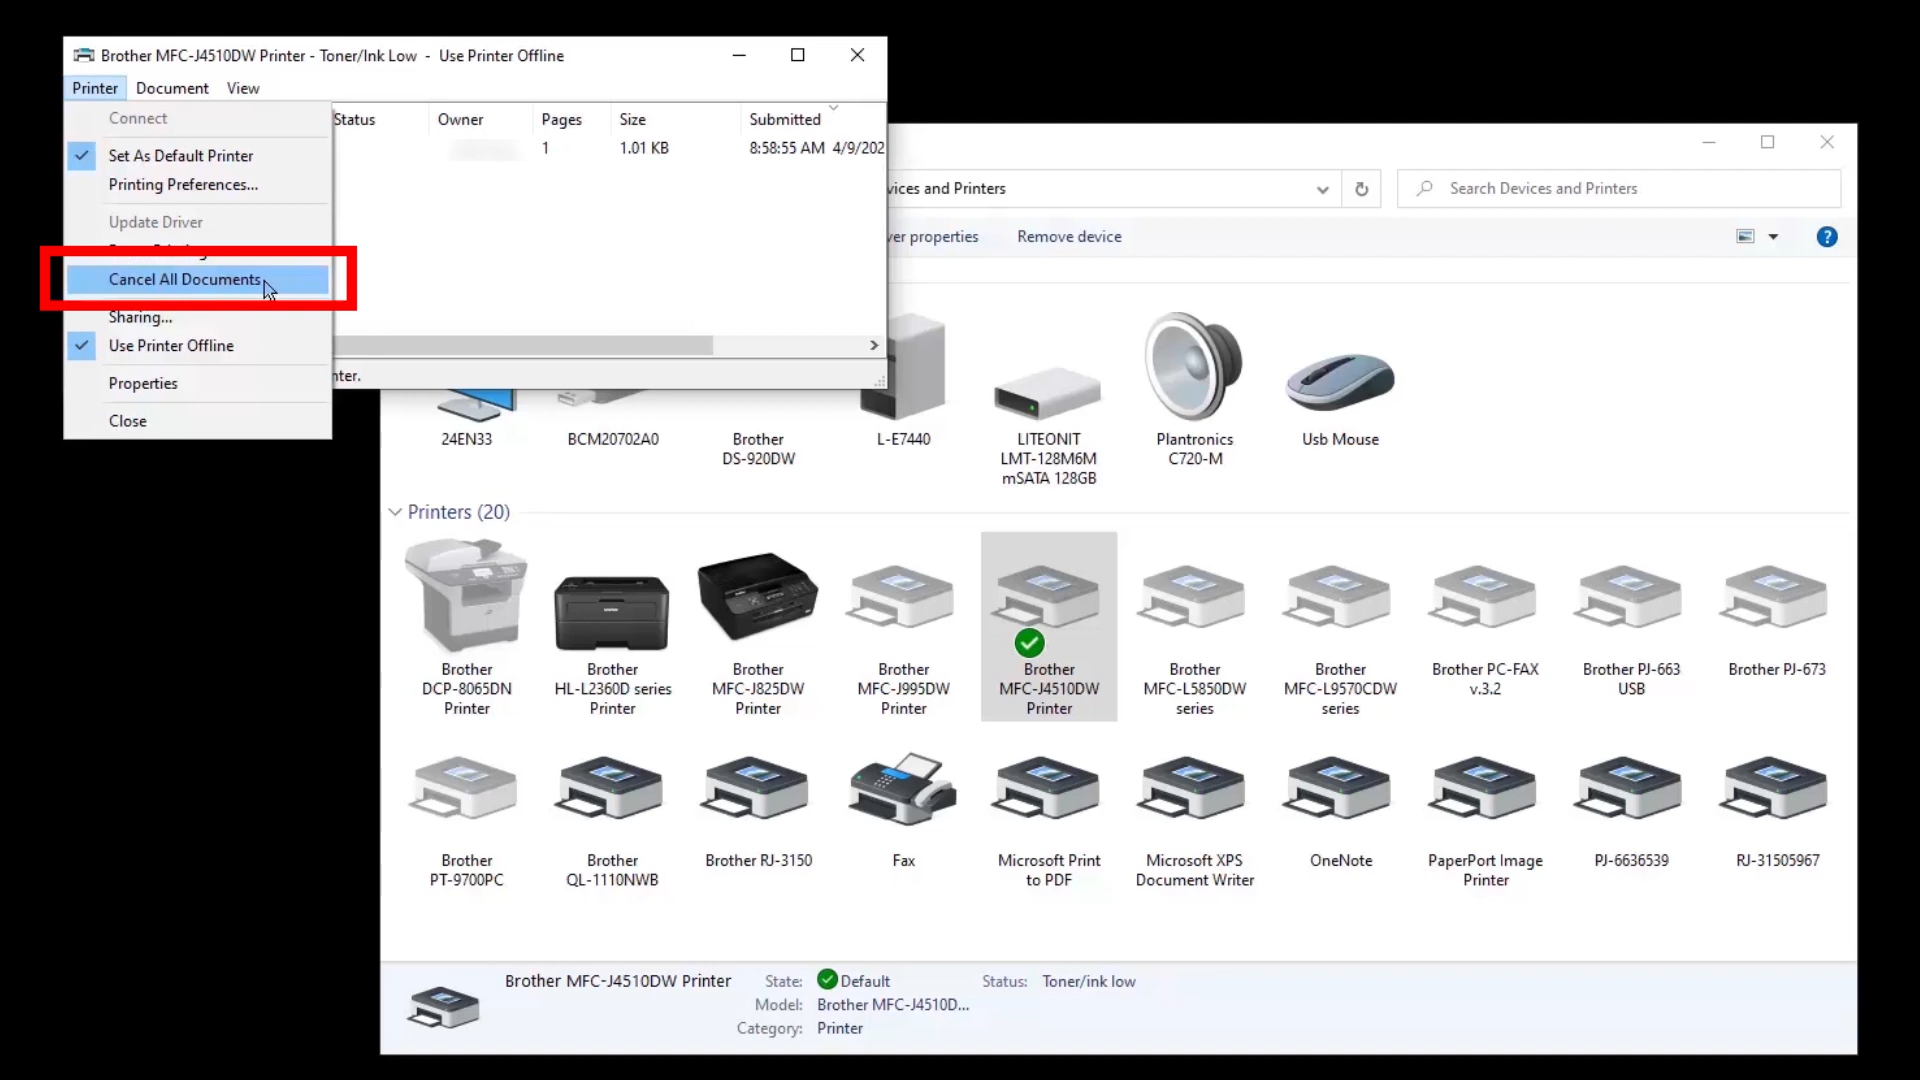 Brother MFC-J4510DW Printer - Toner/Ink Low - Use Printer Offline
Printer Document View
Connect
Set As Default Printer
Printing Preferences...
Update Driver
Cancel All Documents
Sharing...
Use Printer Offline
Properties
Close
Status Owner Pages Size Submitted
1 1.01 KB 8:58:55 AM 4/9/202
nter.
vices and Printers
Search Devices and Printers
ver properties Remove device
?
24EN33
BCM20702A0
Brother
DS-920DW
L-E7440
LITEONIT
LMT-128M6M
mSATA 128GB
Plantronics
C720-M
Usb Mouse
Printers (20)
Brother
DCP-8065DN
Printer
Brother
HL-L2360D series
Printer
Brother
MFC-J825DW
Printer
Brother
MFC-J995DW
Printer
Brother
MFC-J4510DW
Printer
Brother
MFC-L5850DW
series
Brother
MFC-L9570CDW
series
Brother PC-FAX
v.3.2
Brother PJ-663
USB
Brother PJ-673
Brother
PT-9700PC
Brother
QL-1110NWB
Brother RJ-3150
Fax
Microsoft Print
to PDF
Microsoft XPS
Document Writer
OneNote
PaperPort Image
Printer
PJ-6636539
RJ-31505967
Brother MFC-J4510DW Printer State: Default Status: Toner/ink low
Model: Brother MFC-J4510D...
Category: Printer